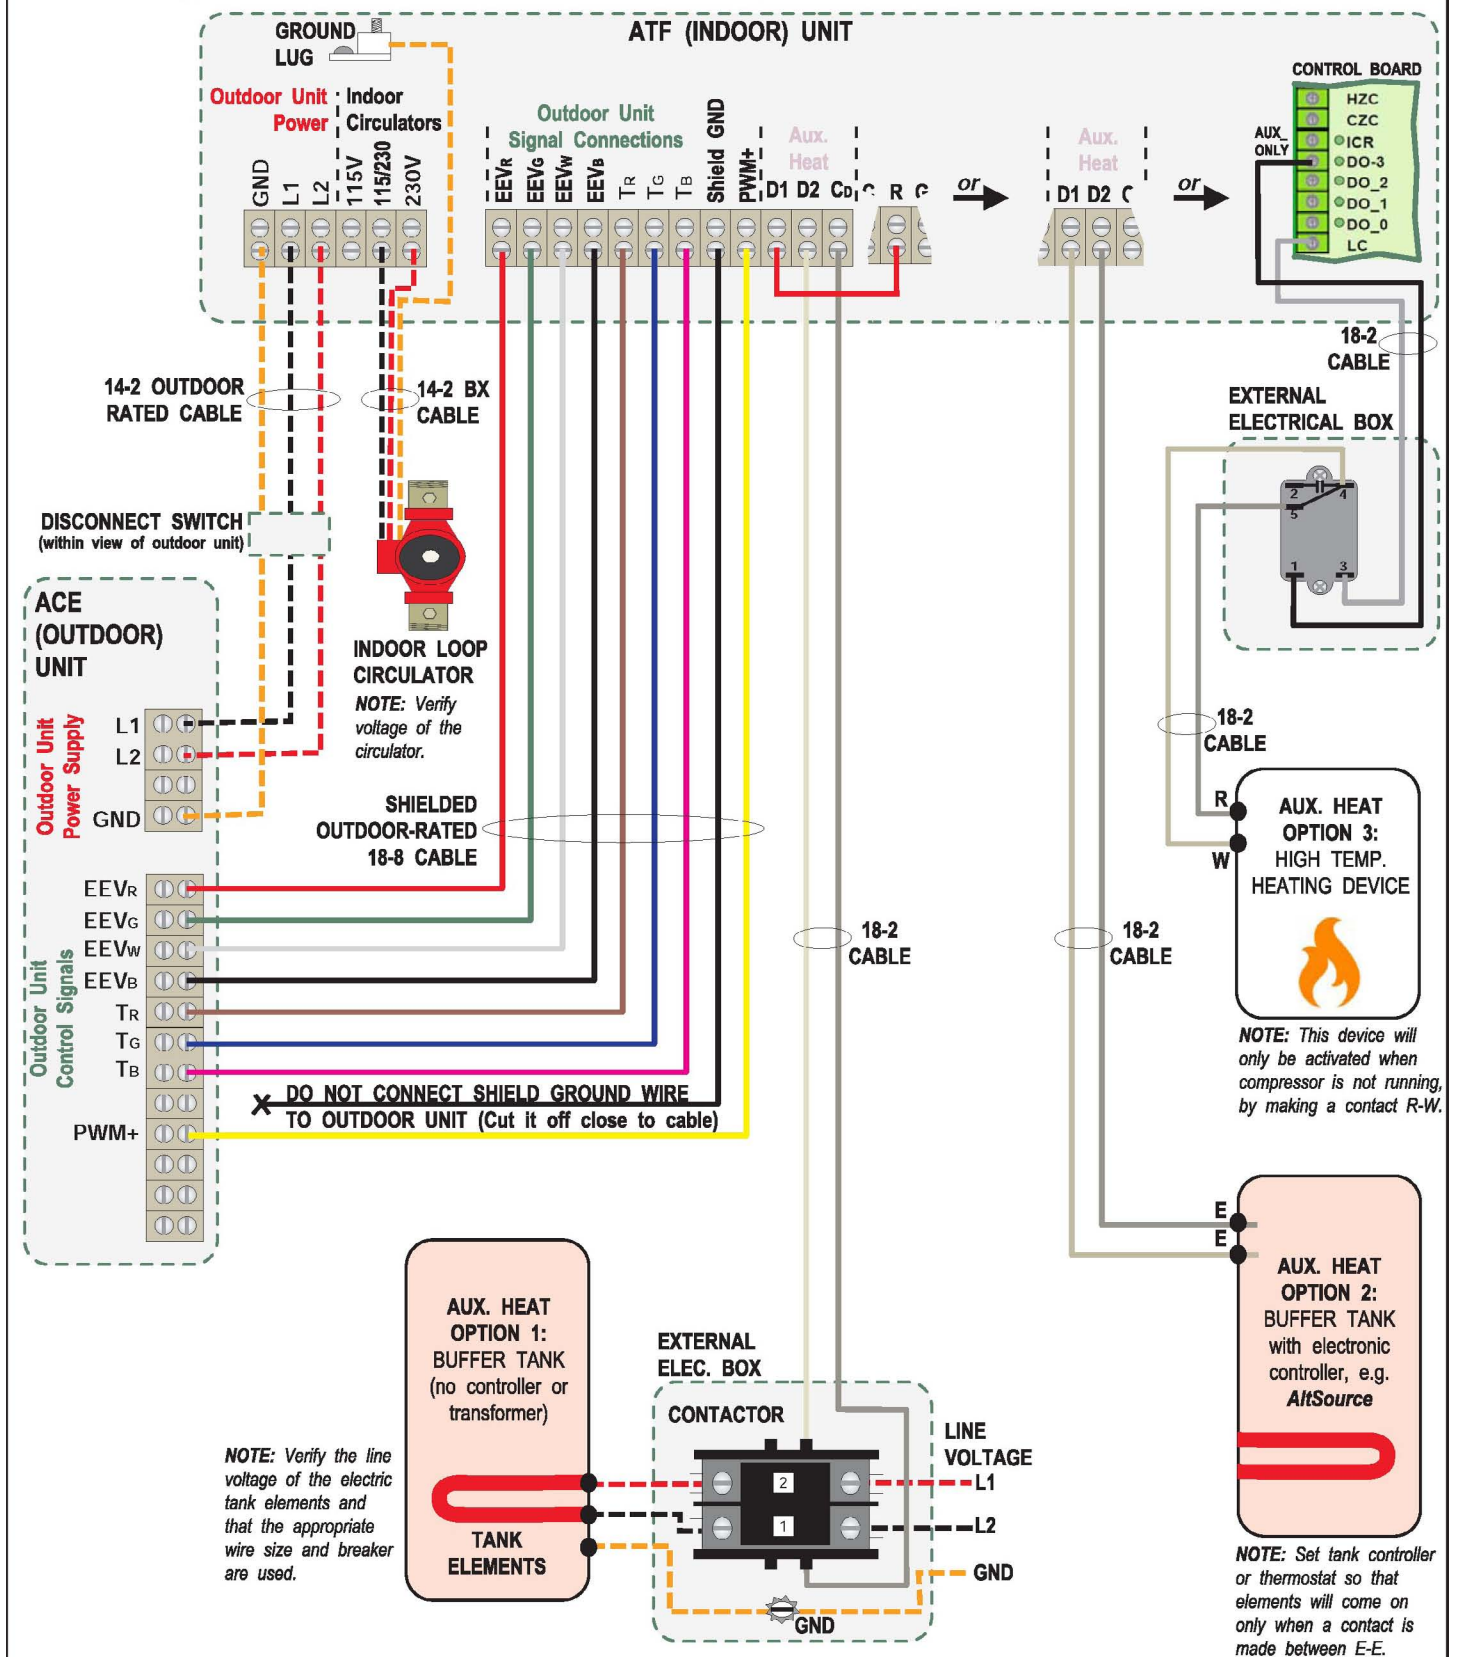 ATF (INDOOR) UNIT
GROUND
LUG
Outdoor Unit
Power
Indoor
Circulators
GND
L1
L2
115V
115/230
230V
Outdoor Unit
Signal Connections
EEVR
EEVG
EEVW
EEVB
TR
TG
TB
Shield GND
PWM+
Aux.
Heat
D1 D2 CD
R
or
Aux.
Heat
D1 D2
or
CONTROL BOARD
AUX_
ONLY
HZC
CZC
ICR
DO-3
DO_2
DO_1
DO_0
LC
18-2
CABLE
14-2 OUTDOOR
RATED CABLE
14-2 BX
CABLE
EXTERNAL
ELECTRICAL BOX
2
4
5
1
3
DISCONNECT SWITCH
(within view of outdoor unit)
INDOOR LOOP
CIRCULATOR
NOTE: Verify
voltage of the
circulator.
ACE
(OUTDOOR)
UNIT
Outdoor Unit
Power Supply
L1
L2
GND
Outdoor Unit
Control Signals
EEVR
EEVG
EEVW
EEVB
TR
TG
TB
PWM+
SHIELDED
OUTDOOR-RATED
18-8 CABLE
DO NOT CONNECT SHIELD GROUND WIRE
TO OUTDOOR UNIT (Cut it off close to cable)
18-2
CABLE
18-2
CABLE
18-2
CABLE
R
W
AUX. HEAT
OPTION 3:
HIGH TEMP.
HEATING DEVICE
NOTE: This device will
only be activated when
compressor is not running,
by making a contact R-W.
E
E
AUX. HEAT
OPTION 2:
BUFFER TANK
with electronic
controller, e.g.
AltSource
NOTE: Set tank controller
or thermostat so that
elements will come on
only when a contact is
made between E-E.
AUX. HEAT
OPTION 1:
BUFFER TANK
(no controller or
transformer)
TANK
ELEMENTS
NOTE: Verify the line
voltage of the electric
tank elements and
that the appropriate
wire size and breaker
are used.
EXTERNAL
ELEC. BOX
CONTACTOR
2
1
LINE
VOLTAGE
L1
L2
GND
GND